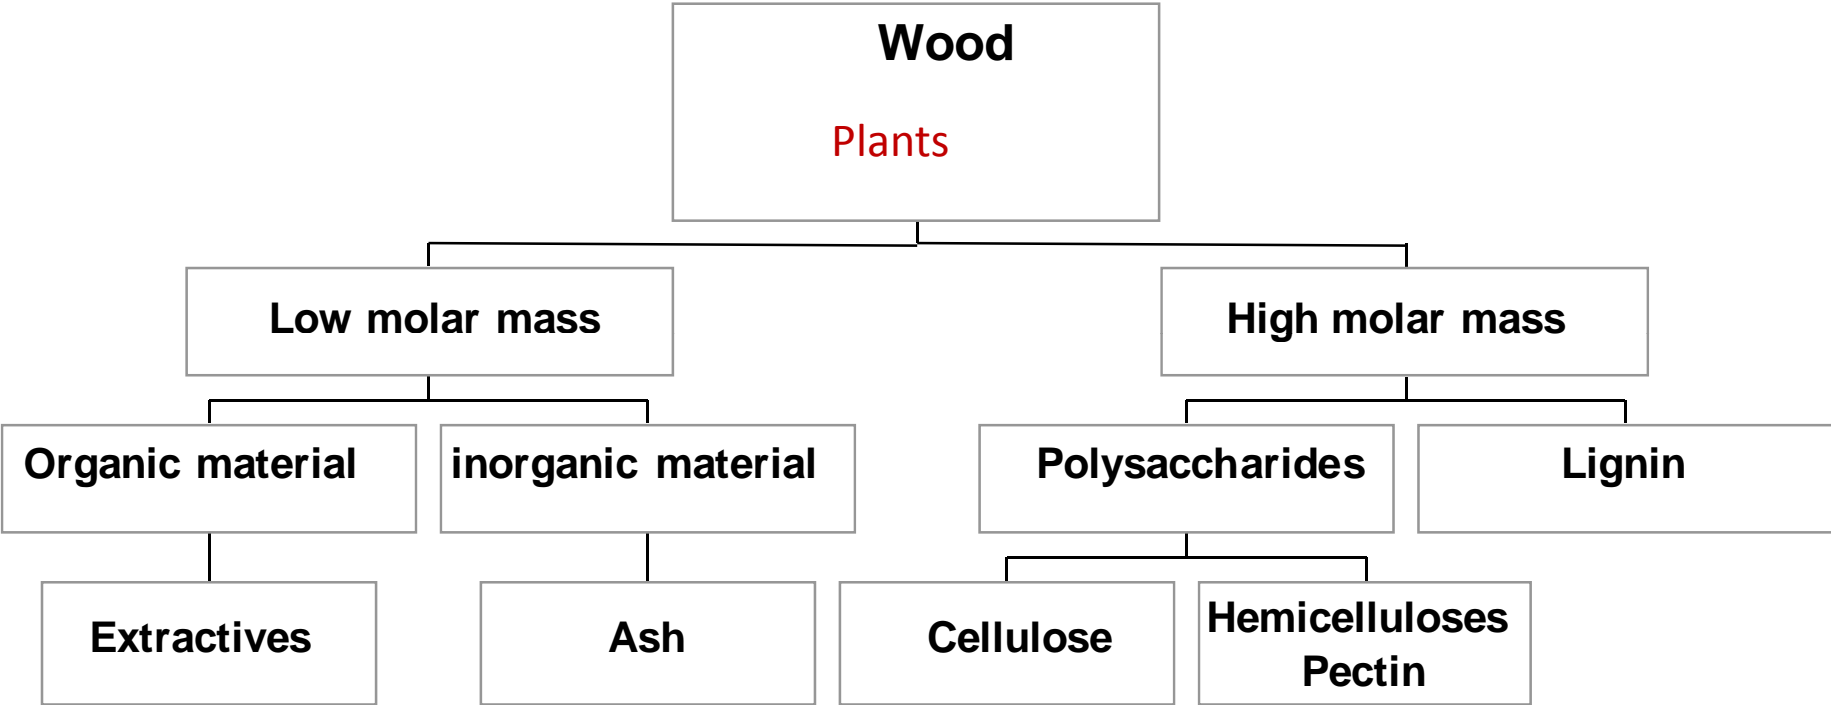 Wood
Plants
Low molar mass
High molar mass
Organic material
inorganic material
Polysaccharides
Lignin
Extractives
Ash
Cellulose
Hemicelluloses
Pectin